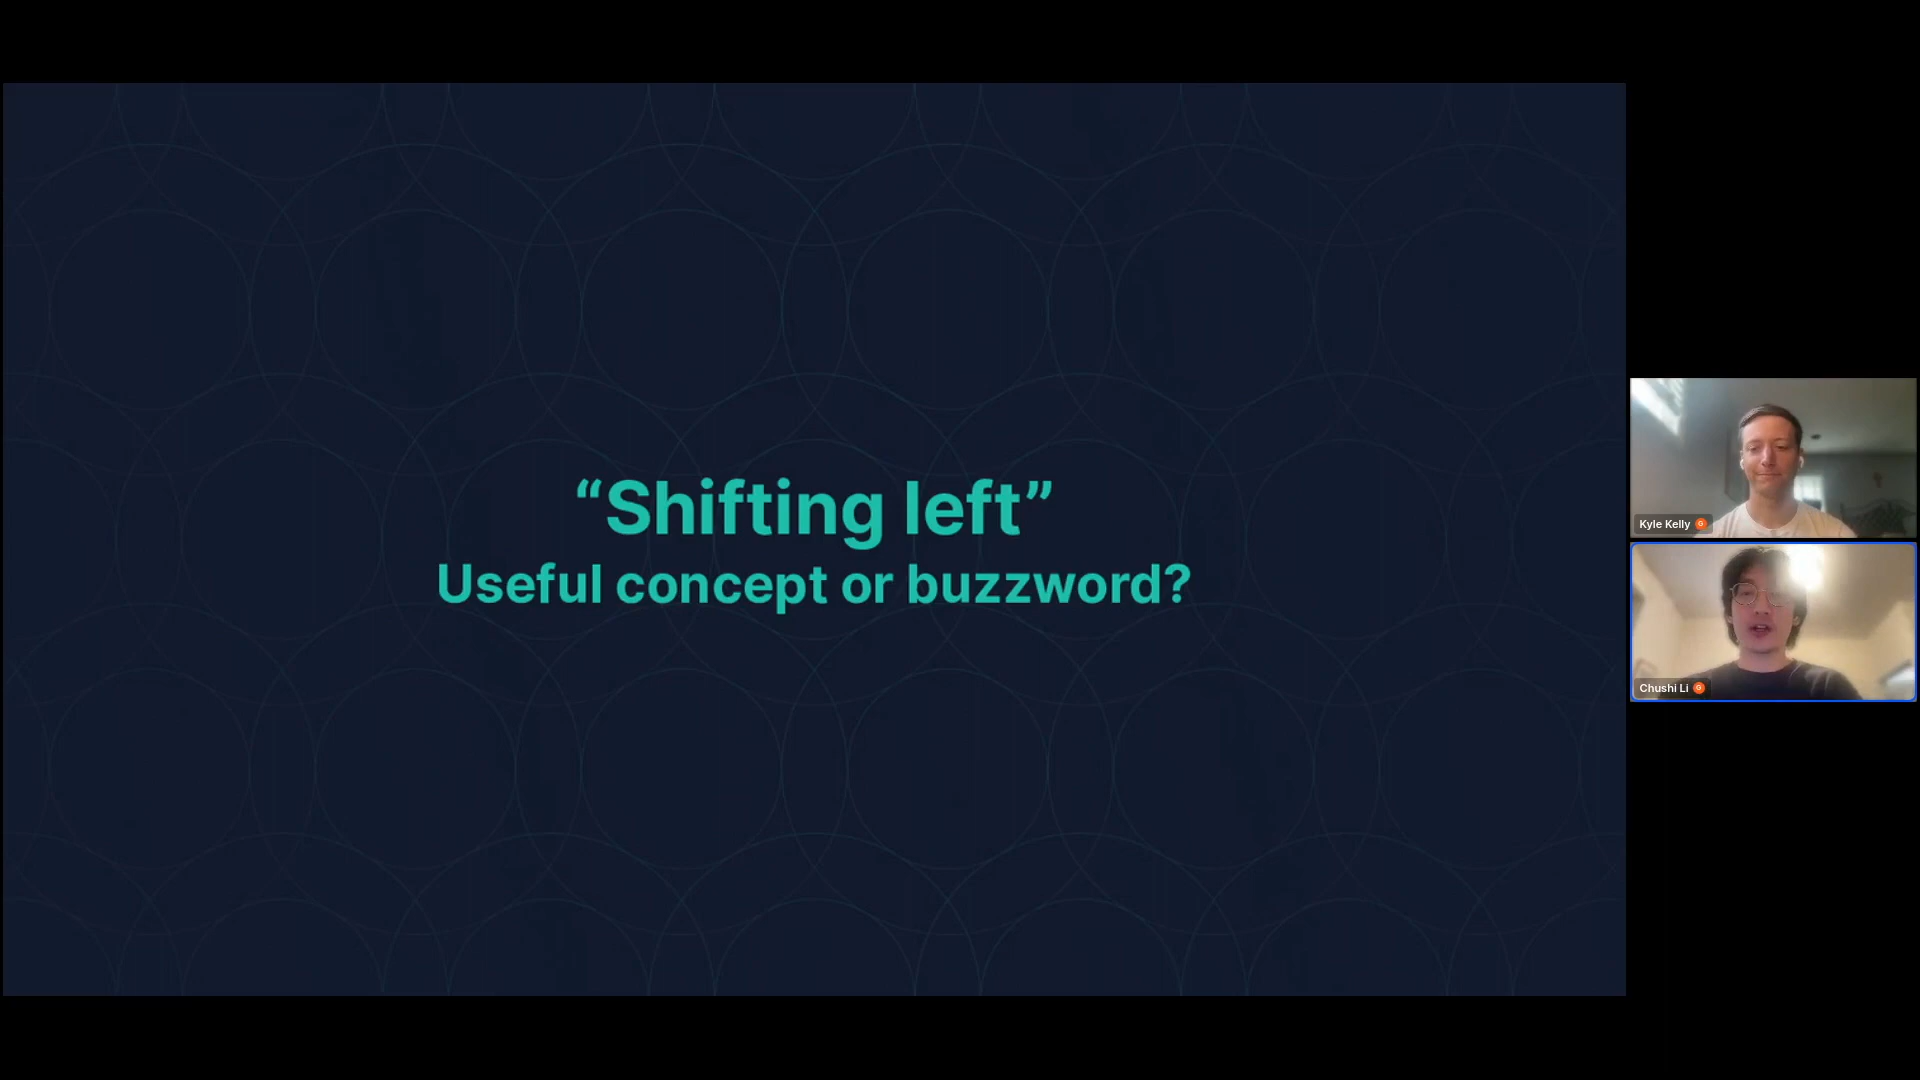 “Shifting left”
Useful concept or buzzword?
Kyle Kelly
Chushi Li